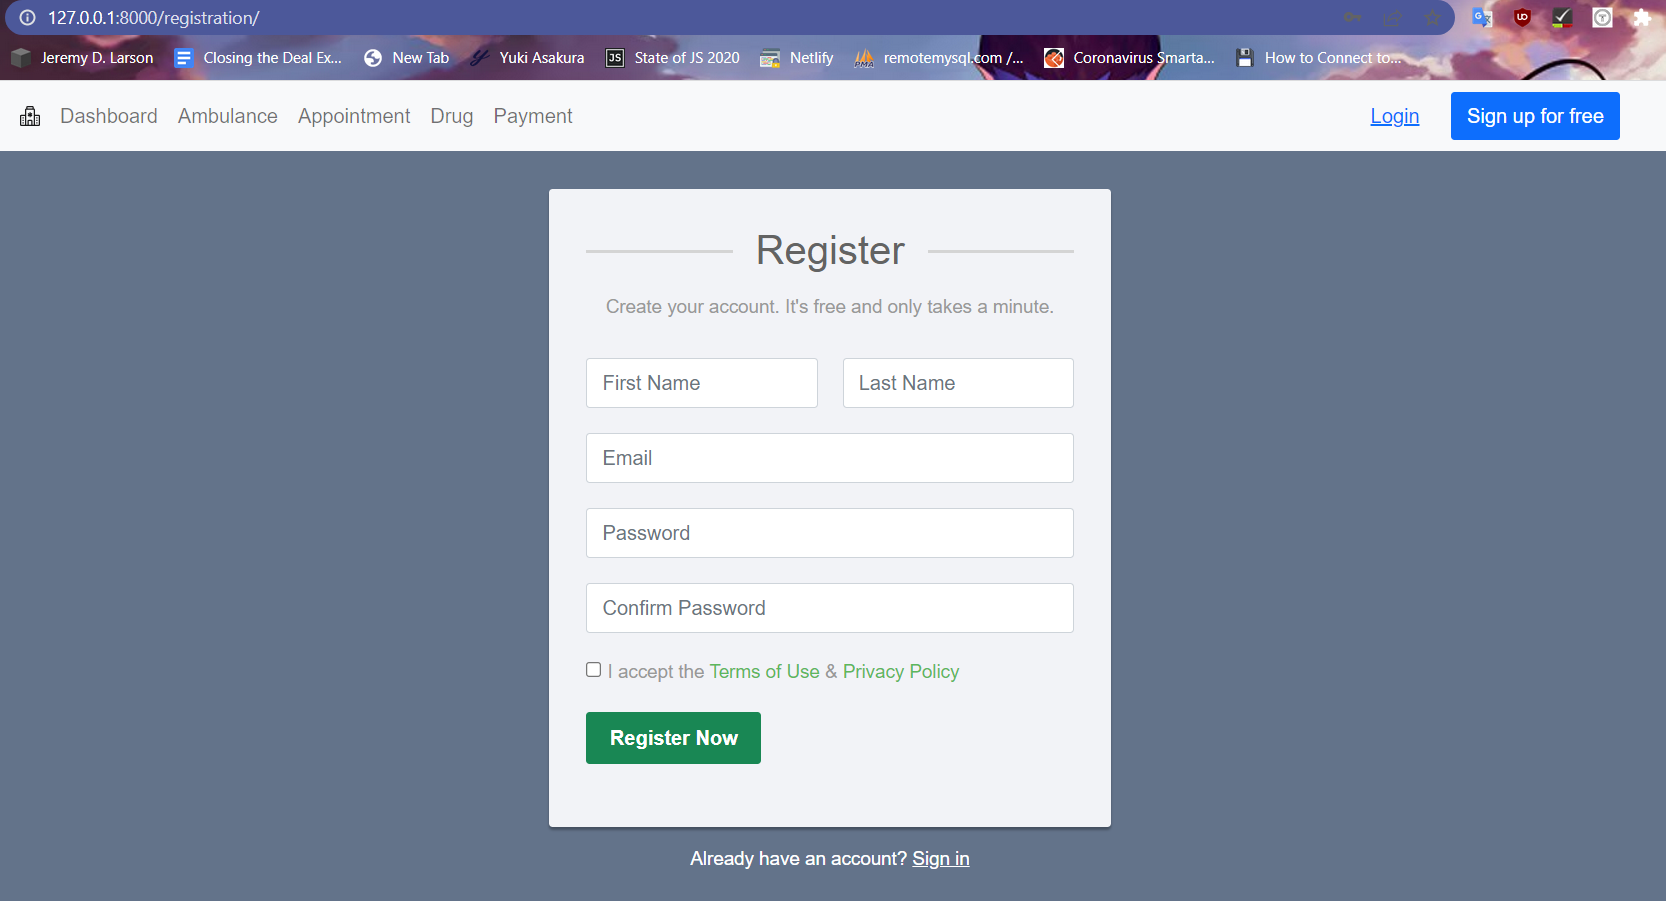 127.0.0.1:8000/registration/
Jeremy D. Larson Closing the Deal Ex... New Tab Yuki Asakura JS State of JS 2020 Netlify PMA remotemysql.com /... Coronavirus Smarta... How to Connect to...
Dashboard Ambulance Appointment Drug Payment Login Sign up for free
Register
Create your account. It's free and only takes a minute.
First Name Last Name
Email
Password
Confirm Password
I accept the Terms of Use & Privacy Policy
Register Now
Already have an account? Sign in